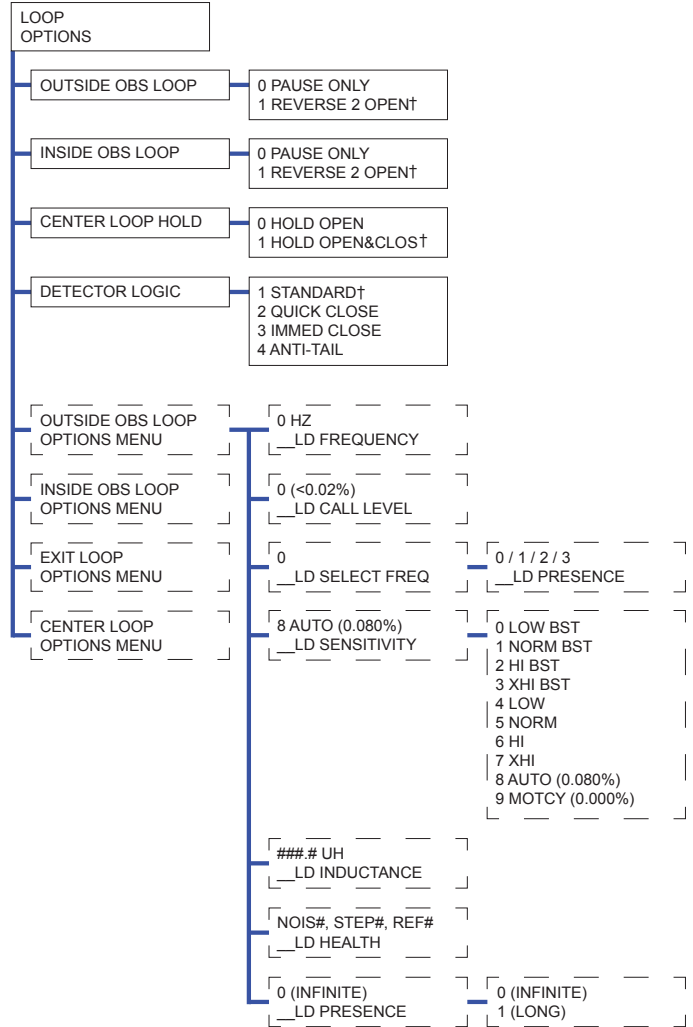 LOOP
OPTIONS
OUTSIDE OBS LOOP
0 PAUSE ONLY
1 REVERSE 2 OPEN†
INSIDE OBS LOOP
0 PAUSE ONLY
1 REVERSE 2 OPEN†
CENTER LOOP HOLD
0 HOLD OPEN
1 HOLD OPEN&CLOS†
DETECTOR LOGIC
1 STANDARD†
2 QUICK CLOSE
3 IMMED CLOSE
4 ANTI-TAIL
OUTSIDE OBS LOOP
OPTIONS MENU
0 HZ
__LD FREQUENCY
INSIDE OBS LOOP
OPTIONS MENU
0 (<0.02%)
__LD CALL LEVEL
EXIT LOOP
OPTIONS MENU
0
__LD SELECT FREQ
0 / 1 / 2 / 3
__LD PRESENCE
CENTER LOOP
OPTIONS MENU
8 AUTO (0.080%)
__LD SENSITIVITY
0 LOW BST
1 NORM BST
2 HI BST
3 XHI BST
4 LOW
5 NORM
6 HI
7 XHI
8 AUTO (0.080%)
9 MOTCY (0.000%)
###.# UH
__LD INDUCTANCE
NOIS#, STEP#, REF#
__LD HEALTH
0 (INFINITE)
__LD PRESENCE
0 (INFINITE)
1 (LONG)